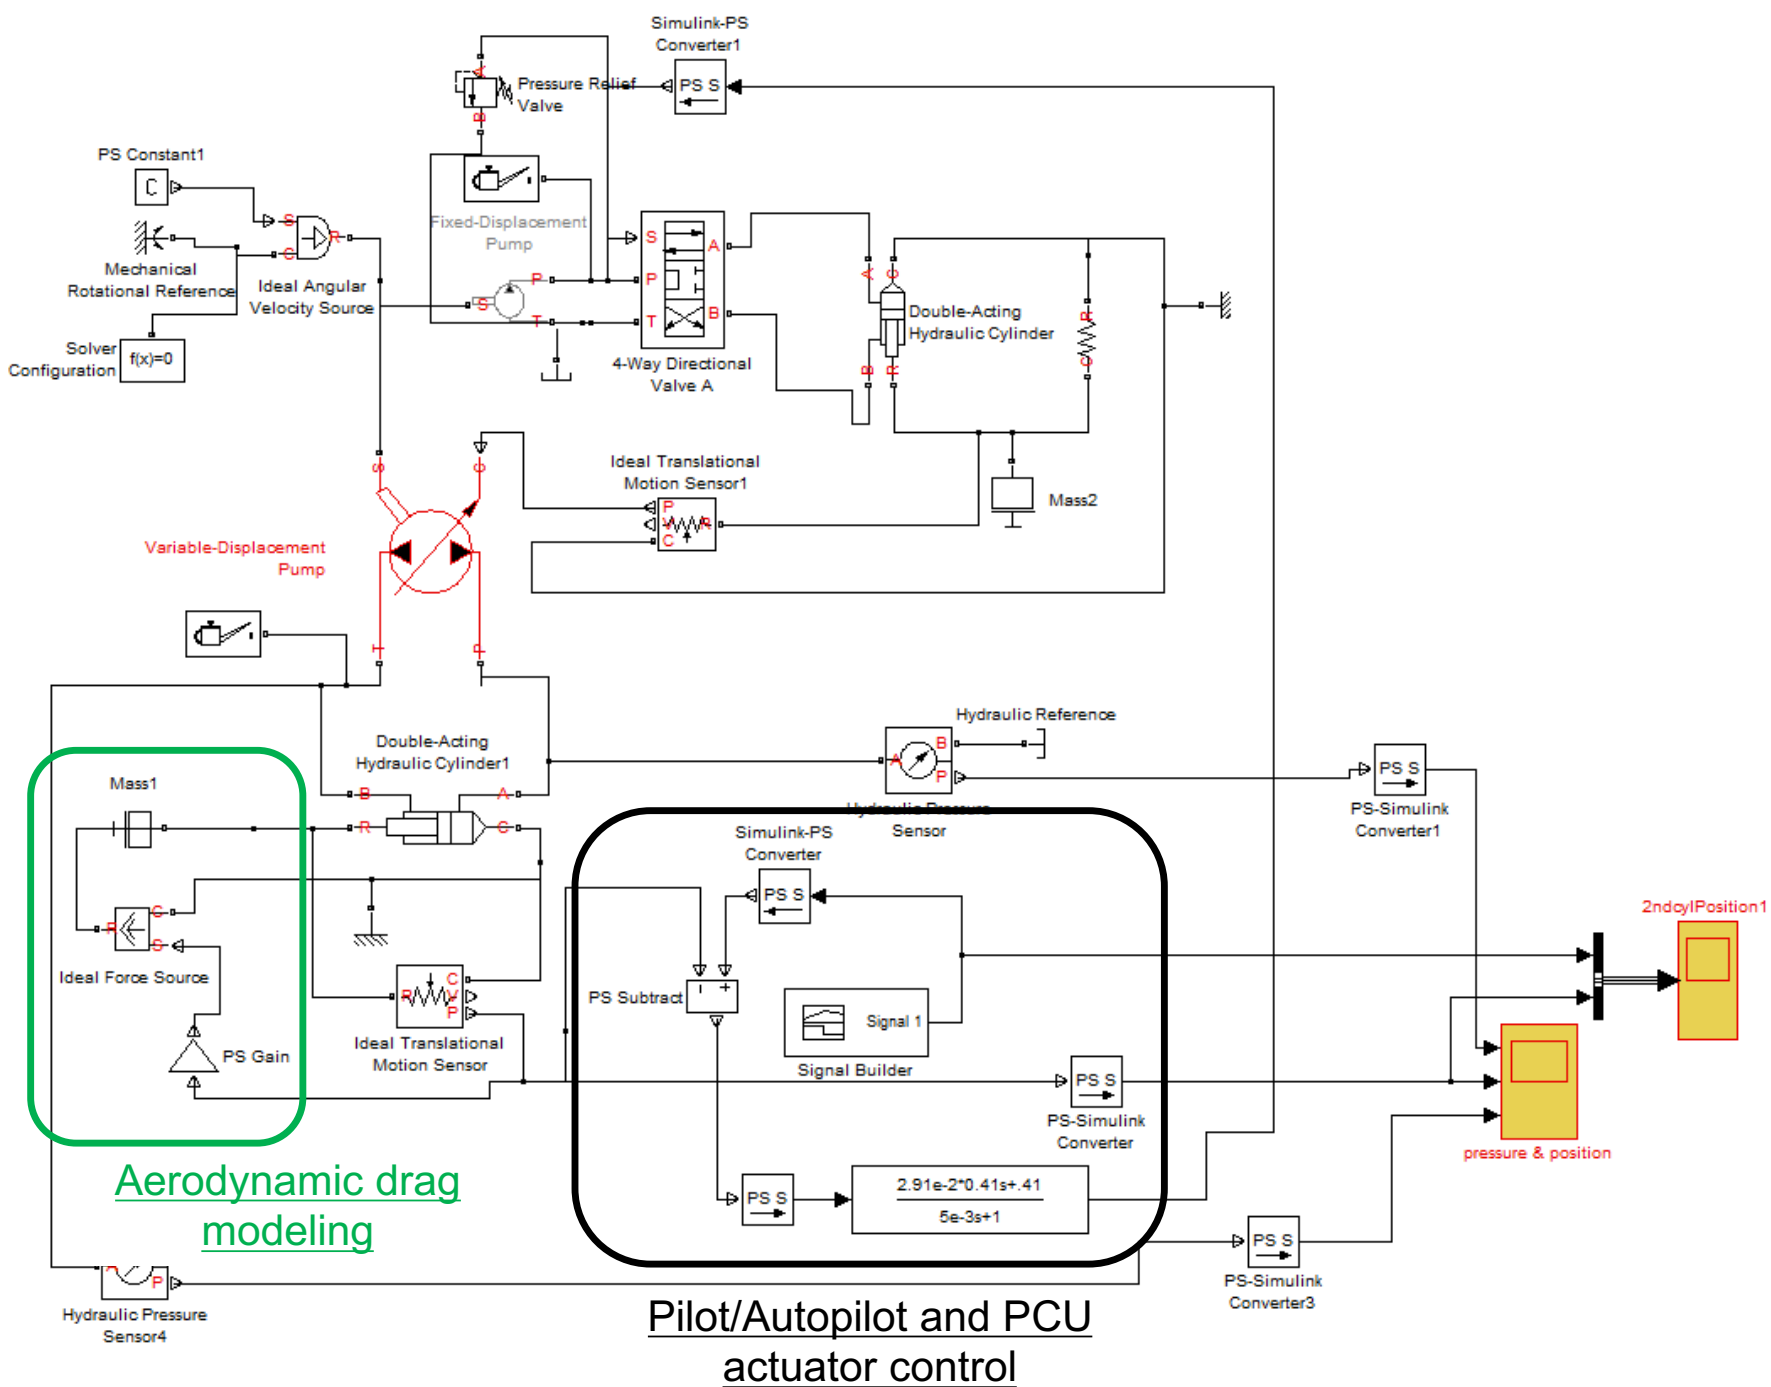 Simulink-PS
Converter1
PS S
Pressure Relief
Valve
A
B
PS Constant1
C
S
C
R
Mechanical
Rotational Reference
Ideal Angular
Velocity Source
Solver
Configuration
f(x)=0
Fixed-Displacement
Pump
S
P
T
S
P
T
A
B
4-Way Directional
Valve A
A
C
B
R
Double-Acting
Hydraulic Cylinder
R
C
Mass2
Ideal Translational
Motion Sensor1
P
V
R
C
S
C
Variable-Displacement
Pump
T
P
Double-Acting
Hydraulic Cylinder1
B
A
R
C
Mass1
R
C
S
Ideal Force Source
PS Gain
R
C
V
P
Ideal Translational
Motion Sensor
Hydraulic Reference
A
B
P
Hydraulic Pressure
Sensor
PS S
PS-Simulink
Converter1
Simulink-PS
Converter
PS S
PS Subtract
- +
Signal 1
Signal Builder
PS S
PS-Simulink
Converter
2ndcylPosition1
pressure & position
PS S
2.91e-2*0.41s+.41
5e-3s+1
PS S
PS-Simulink
Converter3
Aerodynamic drag
modeling
A
P
Hydraulic Pressure
Sensor4
Pilot/Autopilot and PCU
actuator control